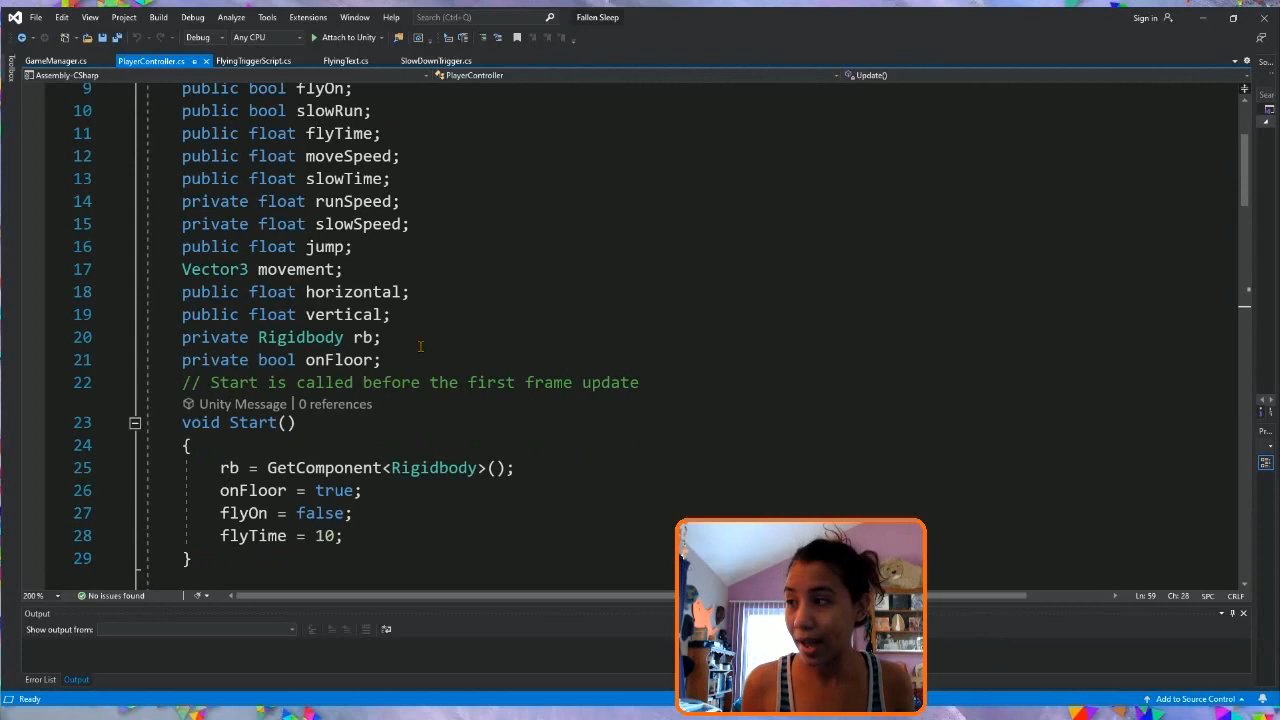 File Edit View Project Build Debug Analyze Tools Extensions Window Help Search (Ctrl+Q) Fallen Sleep Sign in
Debug Any CPU Attach to Unity
GameManager.cs PlayerController.cs FlyingTriggerScript.cs FlyingText.cs SlowDownTrigger.cs So...
Toolbox
Assembly-CSharp PlayerController Update()
Sear
9 public bool flyOn;
10 public bool slowRun;
11 public float flyTime;
12 public float moveSpeed;
13 public float slowTime;
14 private float runSpeed;
15 private float slowSpeed;
16 public float jump;
17 Vector3 movement;
18 public float horizontal;
19 public float vertical;
20 private Rigidbody rb;
21 private bool onFloor;
22 // Start is called before the first frame update
Unity Message | 0 references
23 void Start()
24 {
25 rb = GetComponent<Rigidbody>();
26 onFloor = true;
27 flyOn = false;
28 flyTime = 10;
29 }
Pr...
200 % No issues found Ln: 59 Ch: 28 SPC CRLF
Output
Show output from:
Error List Output
Ready Add to Source Control